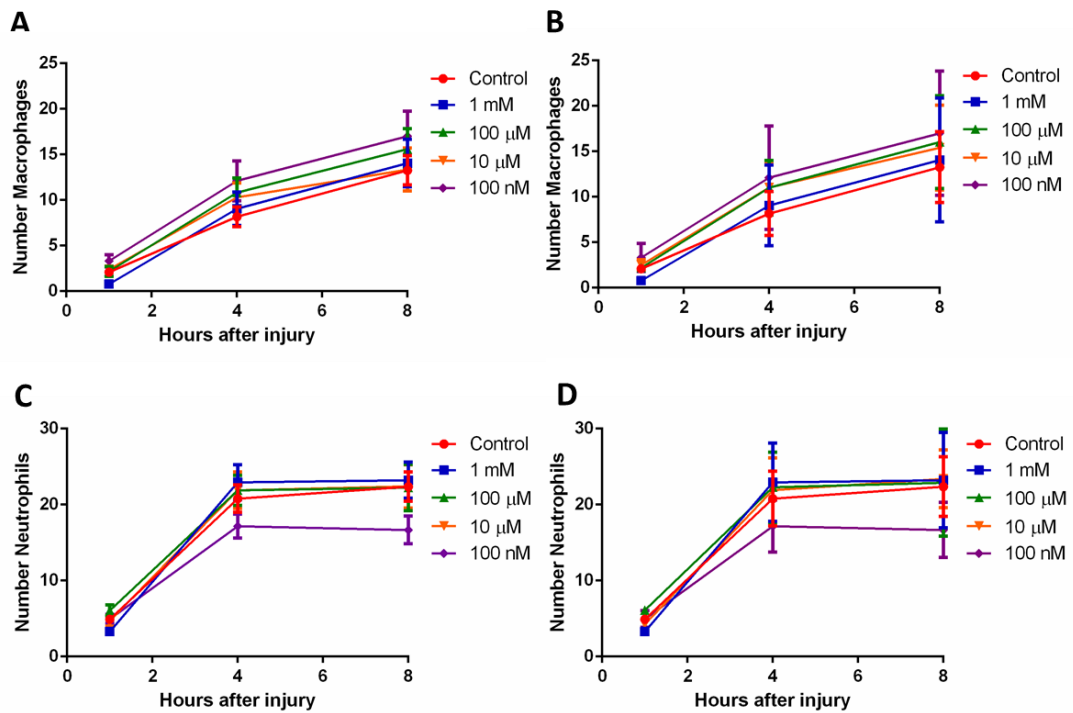 A
25
20
15
10
5
0
0 2 4 6 8
Number Macrophages
Hours after injury
Control
1 mM
100 μM
10 μM
100 nM
B
25
20
15
10
5
0
0 2 4 6 8
Number Macrophages
Hours after injury
Control
1 mM
100 μM
10 μM
100 nM
C
30
20
10
0
0 2 4 6 8
Number Neutrophils
Hours after injury
Control
1 mM
100 μM
10 μM
100 nM
D
30
20
10
0
0 2 4 6 8
Number Neutrophils
Hours after injury
Control
1 mM
100 μM
10 μM
100 nM